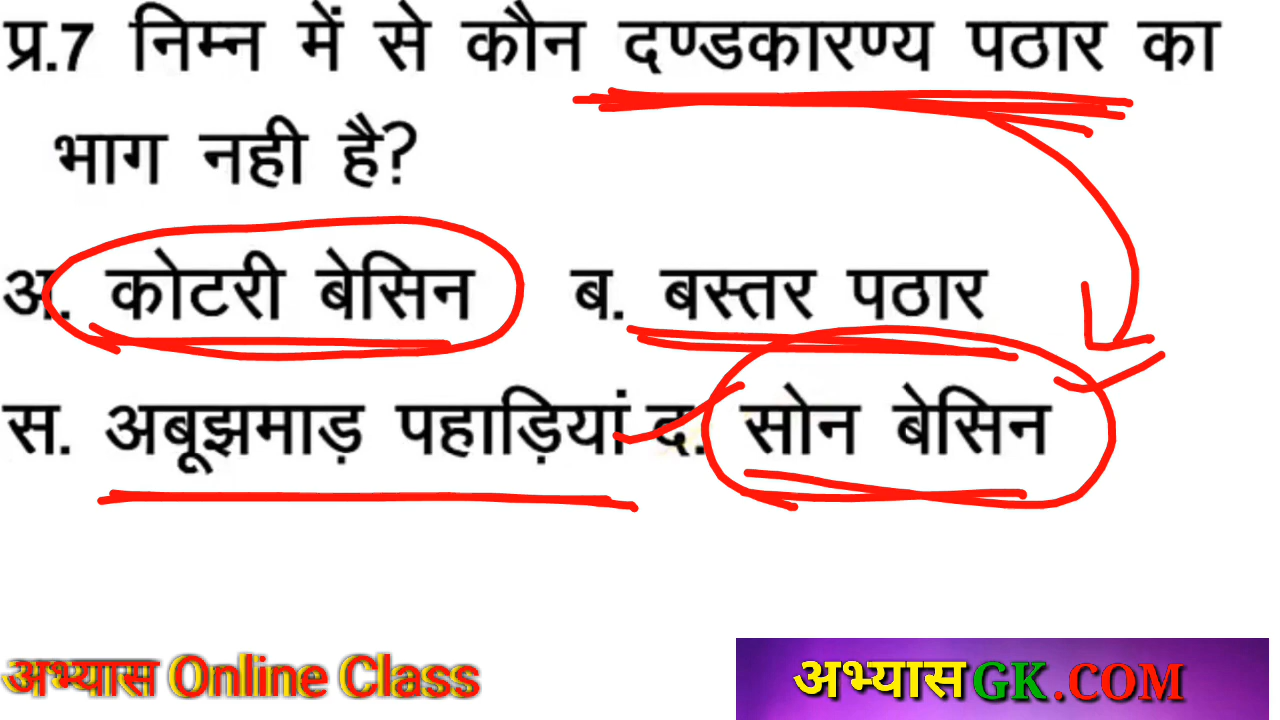 प्र.7 निम्न में से कौन दण्डकारण्य पठार का
भाग नही है?
अ. कोटरी बेसिन ब. बस्तर पठार
स. अबूझमाड़ पहाड़ियां द. सोन बेसिन
अभ्यास Online Class
अभ्यासGK.COM